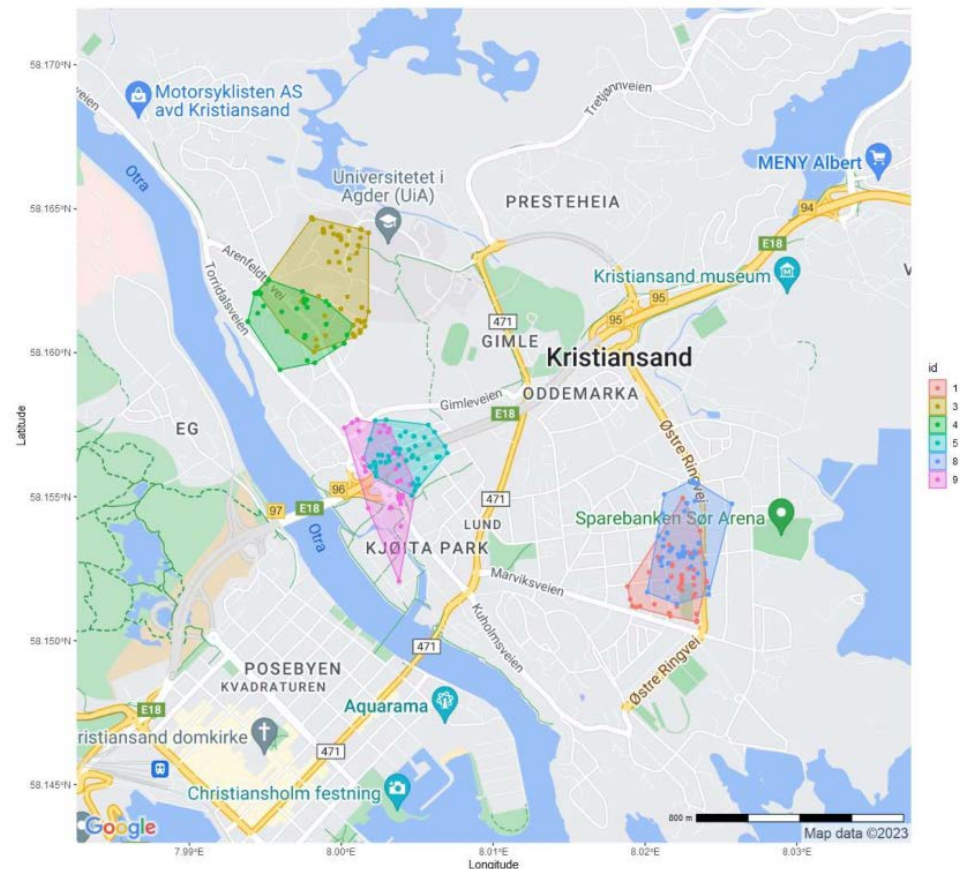 58.170°N
Motorsyklisten AS
avd Kristiansand
Tretjønnveien
MENY Albert
Otra
Universitetet i
Agder (UiA)
58.165°N
PRESTEHEIA
94
E18
Arenfeldts vei
Torridalsveien
Kristiansand museum
95
95
471
58.160°N
GIMLE
Kristiansand
id
1
3
4
5
8
9
Gimleveien
ODDEMARKA
E18
Latitude
EG
Østre Ringvei
96
58.155°N
97
E18
471
Sparebanken Sør Arena
LUND
Otra
KJØITA PARK
Marviksveien
Kuholmsveien
58.150°N
471
POSEBYEN
KVADRATUREN
Østre Ringvei
E18
Aquarama
ristiansand domkirke
471
58.145°N
Christiansholm festning
800 m
Google
Map data ©2023
7.99°E
8.00°E
8.01°E
8.02°E
8.03°E
Longitude